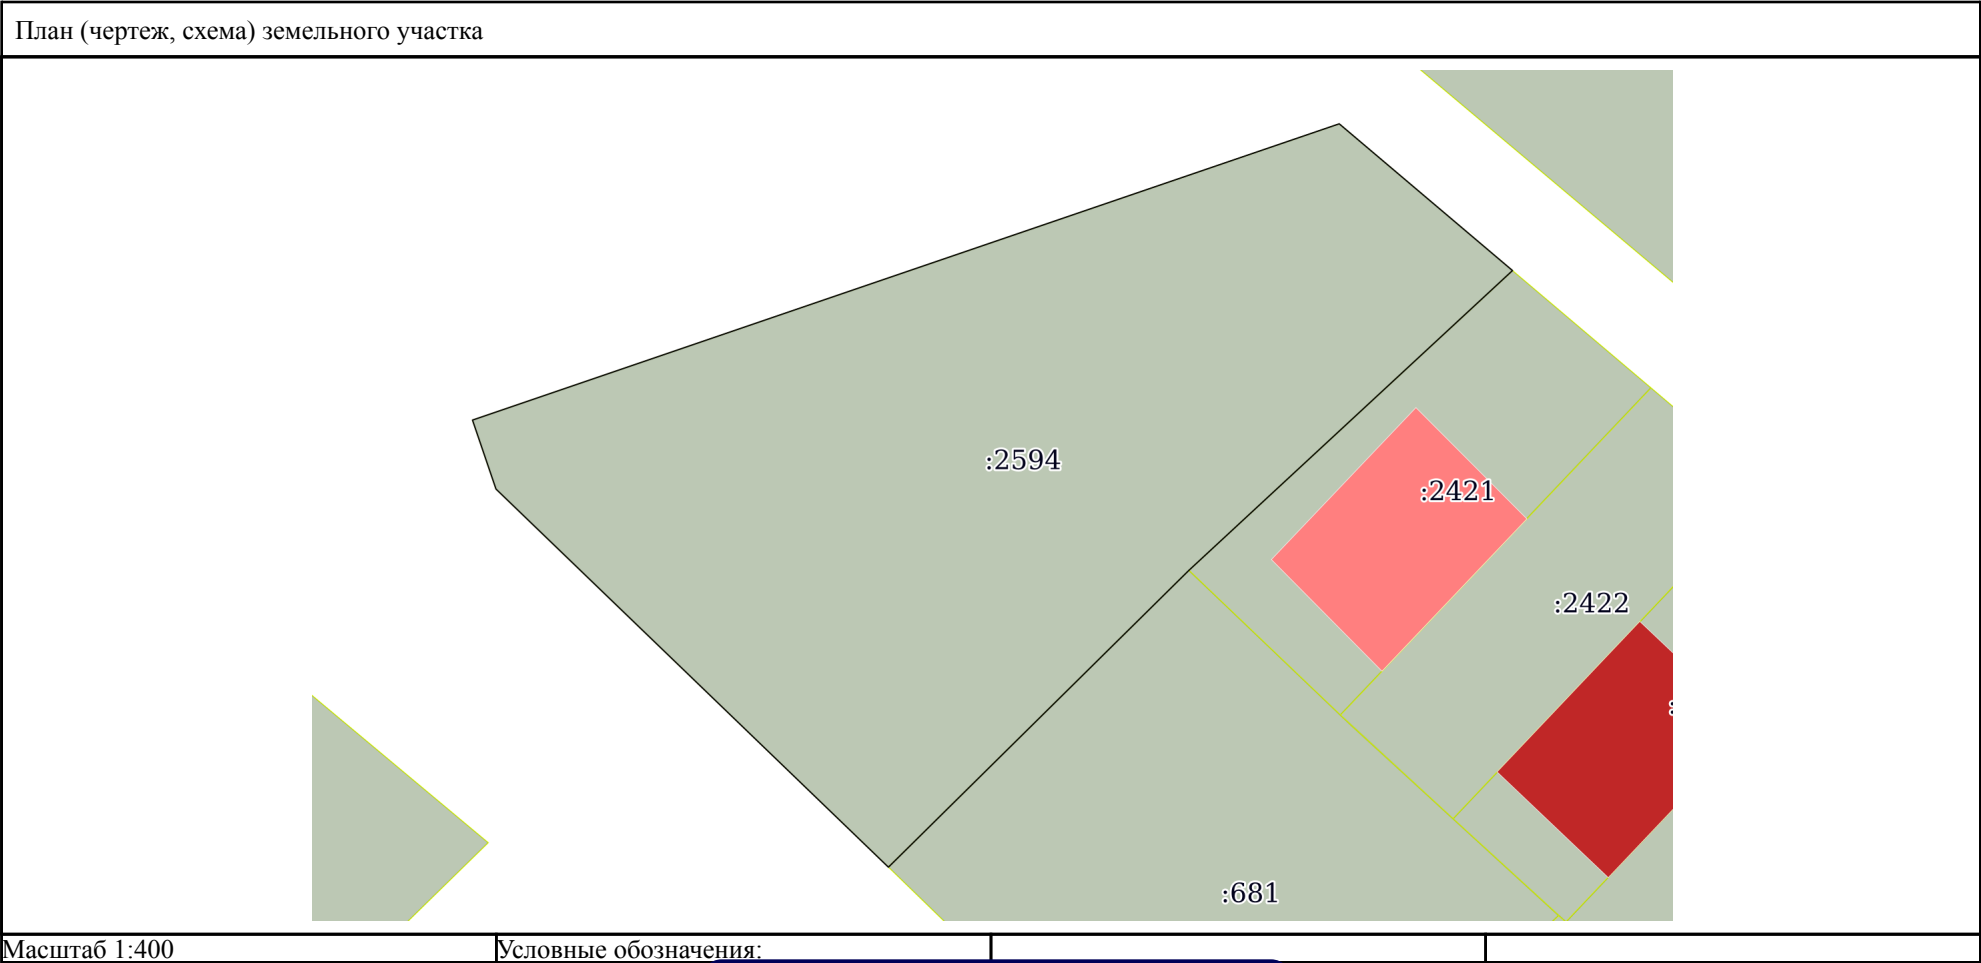 План (чертеж, схема) земельного участка
:2594
:2421
:2422
:
:681
Масштаб 1:400
Условные обозначения: